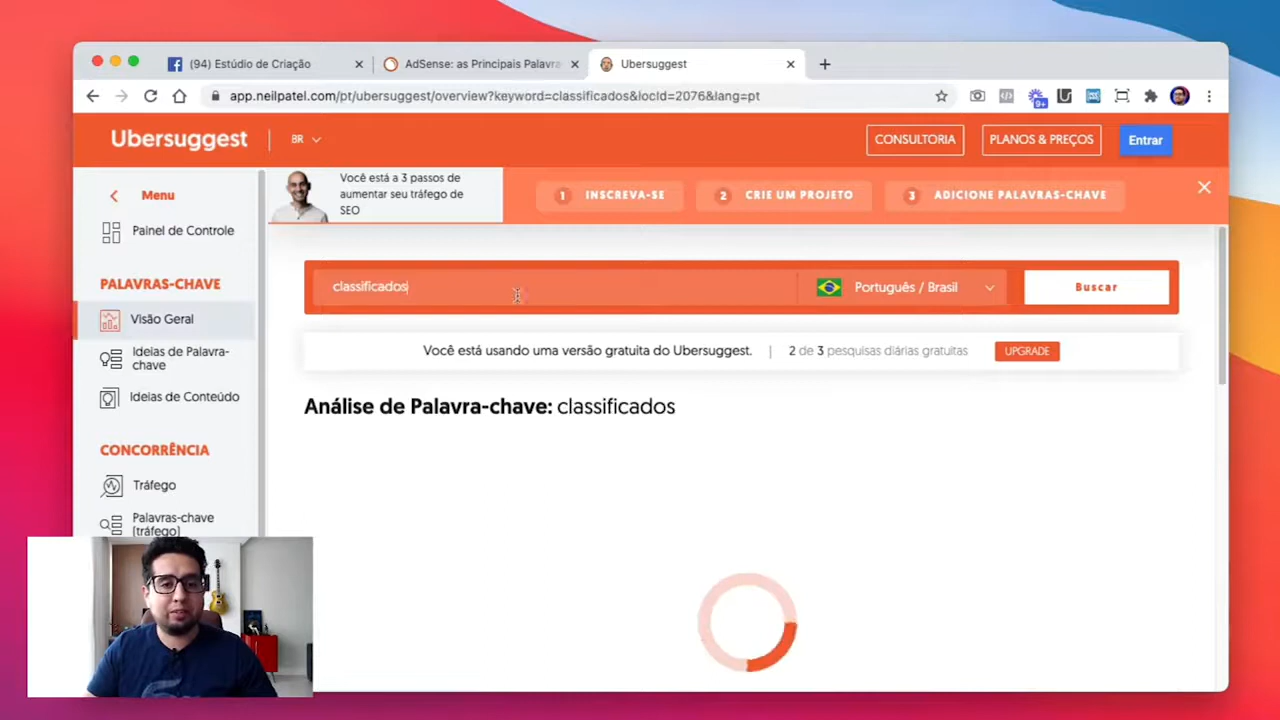 (94) Estúdio de Criação
AdSense: as Principais Palavra
Ubersuggest
app.neilpatel.com/pt/ubersuggest/overview?keyword=classificados&locId=2076&lang=pt
9+
Ubersuggest
BR
CONSULTORIA
PLANOS & PREÇOS
Entrar
Menu
Você está a 3 passos de
aumentar seu tráfego de
SEO
1 INSCREVA-SE
2 CRIE UM PROJETO
3 ADICIONE PALAVRAS-CHAVE
Painel de Controle
PALAVRAS-CHAVE
Visão Geral
Ideias de Palavra-
chave
Ideias de Conteúdo
CONCORRÊNCIA
Tráfego
Palavras-chave
(tráfego)
classificados
Português / Brasil
Buscar
Você está usando uma versão gratuita do Ubersuggest. | 2 de 3 pesquisas diárias gratuitas
UPGRADE
Análise de Palavra-chave: classificados